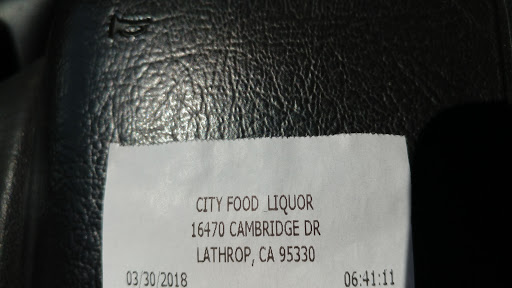 CITY FOOD LIQUOR
16470 CAMBRIDGE DR
LATHROP, CA 95330
03/30/2018 06:41:11